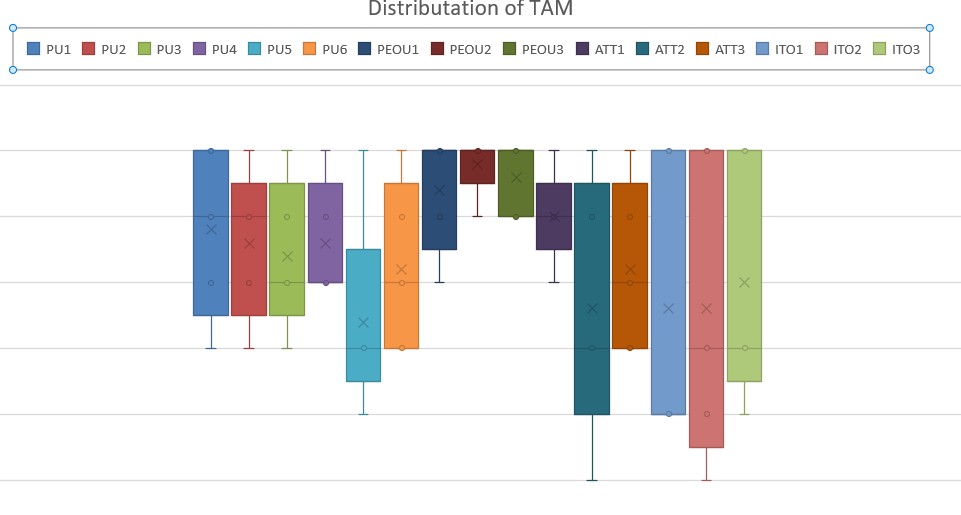 Distributation of TAM
PU1 PU2 PU3 PU4 PU5 PU6 PEOU1 PEOU2 PEOU3 ATT1 ATT2 ATT3 ITO1 ITO2 ITO3